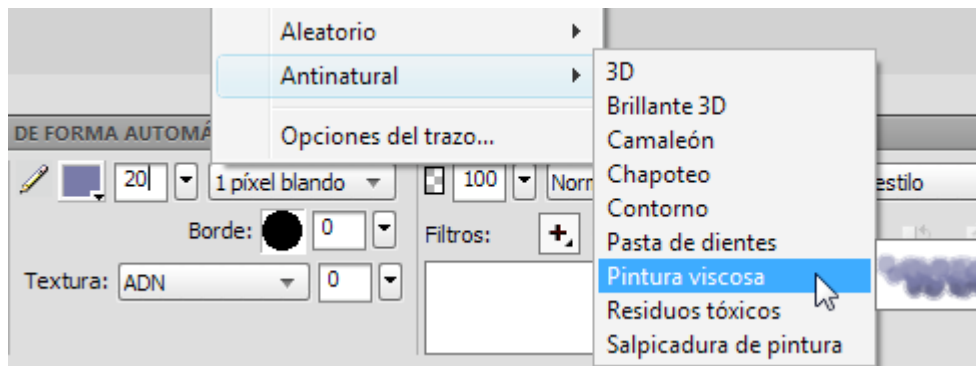 Aleatorio
Antinatural
Opciones del trazo...
3D
Brillante 3D
Camaleón
Chapoteo
Contorno
Pasta de dientes
Pintura viscosa
Residuos tóxicos
Salpicadura de pintura
DE FORMA AUTOMÁ
20 1 píxel blando 100 Norn estilo
Borde: 0 Filtros:
Textura: ADN 0